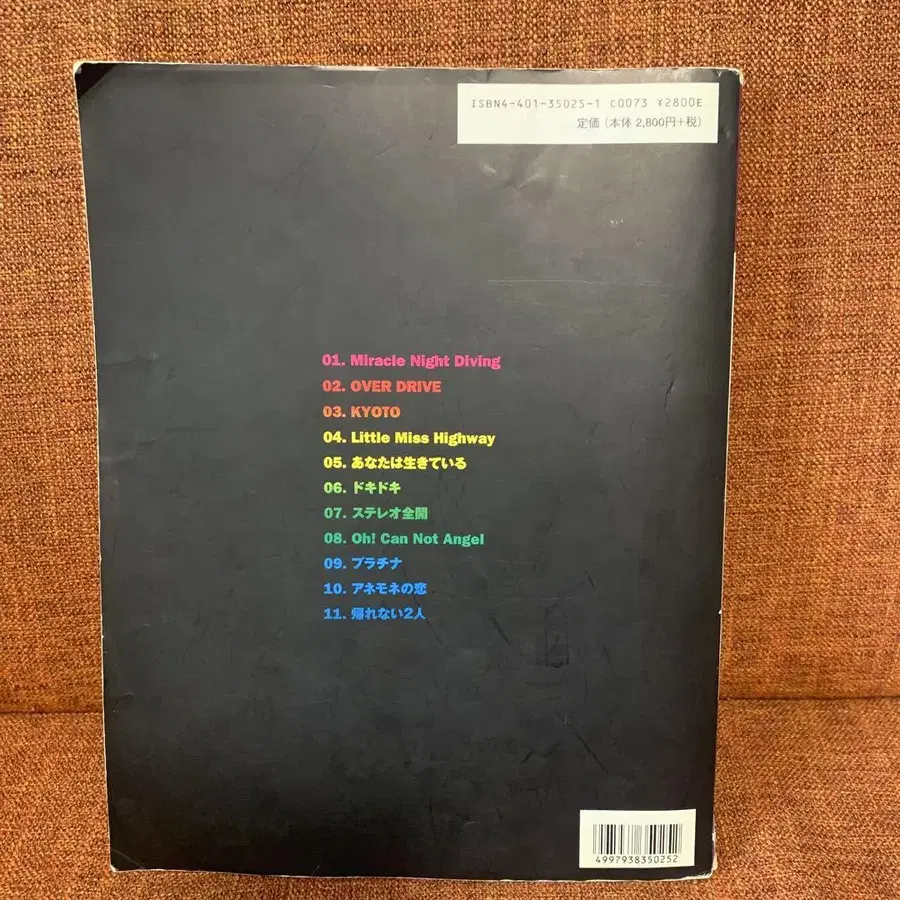 ISBN4-401-35025-1 C0073 ¥2800E
定価(本体 2,800円+税)
01. Miracle Night Diving
02. OVER DRIVE
03. KYOTO
04. Little Miss Highway
05. あなたは生きている
06. ドキドキ
07. ステレオ全開
08. Oh! Can Not Angel
09. プラチナ
10. アネモネの恋
11. 帰れない2人
4997938350252